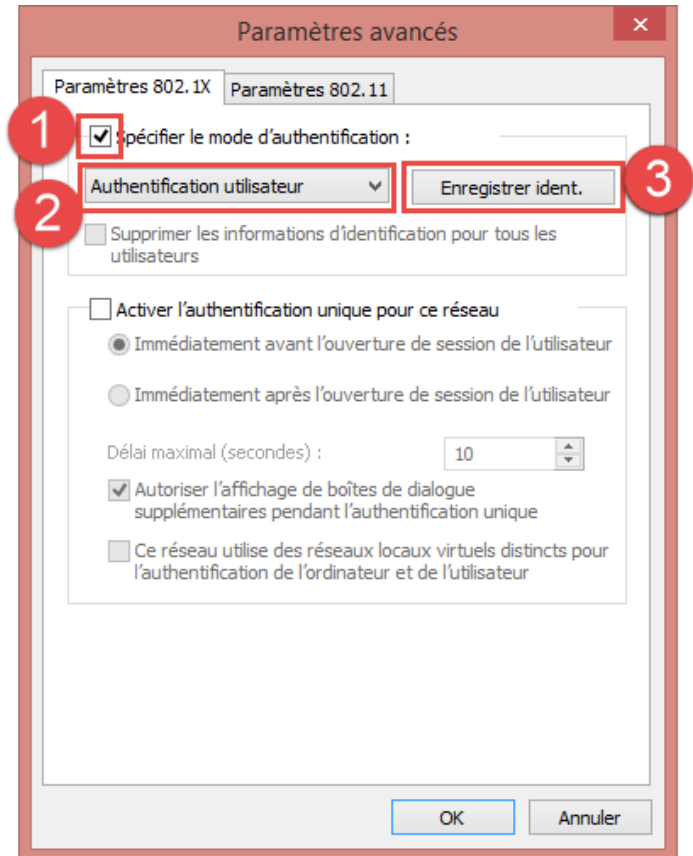 Paramètres avancés
Paramètres 802.1X
Paramètres 802.11
1
Spécifier le mode d'authentification :
2
Authentification utilisateur
Enregistrer ident.
3
Supprimer les informations d'identification pour tous les
utilisateurs
Activer l'authentification unique pour ce réseau
Immédiatement avant l'ouverture de session de l'utilisateur
Immédiatement après l'ouverture de session de l'utilisateur
Délai maximal (secondes) :
10
Autoriser l'affichage de boîtes de dialogue
supplémentaires pendant l'authentification unique
Ce réseau utilise des réseaux locaux virtuels distincts pour
l'authentification de l'ordinateur et de l'utilisateur
OK
Annuler